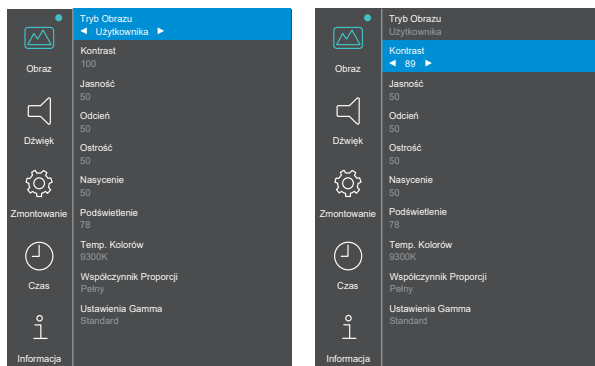 Obraz
Dźwięk
Zmontowanie
Czas
Informacja
Tryb Obrazu
Użytkownika
Kontrast
100
Jasność
50
Odcień
50
Ostrość
50
Nasycenie
50
Podświetlenie
78
Temp. Kolorów
9300K
Współczynnik Proporcji
Pełny
Ustawienia Gamma
Standard
Obraz
Dźwięk
Zmontowanie
Czas
Informacja
Tryb Obrazu
Użytkownika
Kontrast
89
Jasność
50
Odcień
50
Ostrość
50
Nasycenie
50
Podświetlenie
78
Temp. Kolorów
9300K
Współczynnik Proporcji
Pełny
Ustawienia Gamma
Standard